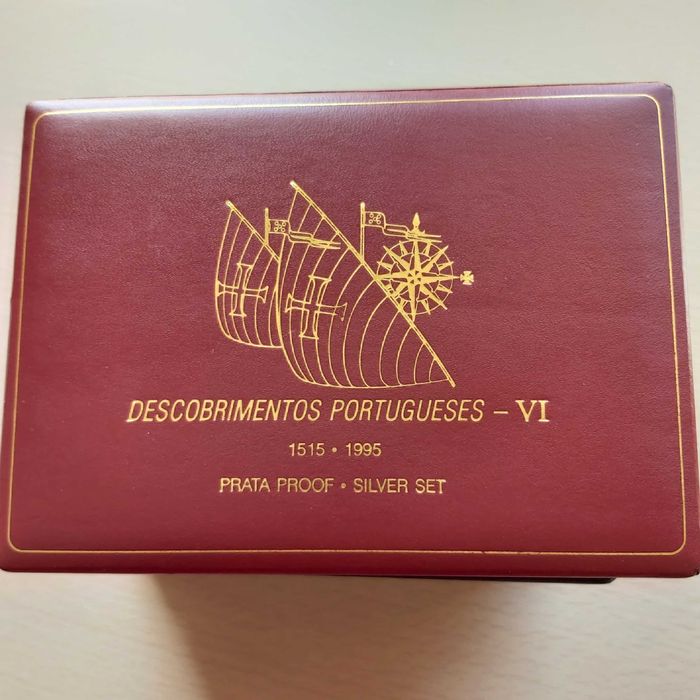 DESCOBRIMENTOS PORTUGUESES – VI
1515 • 1995
PRATA PROOF • SILVER SET